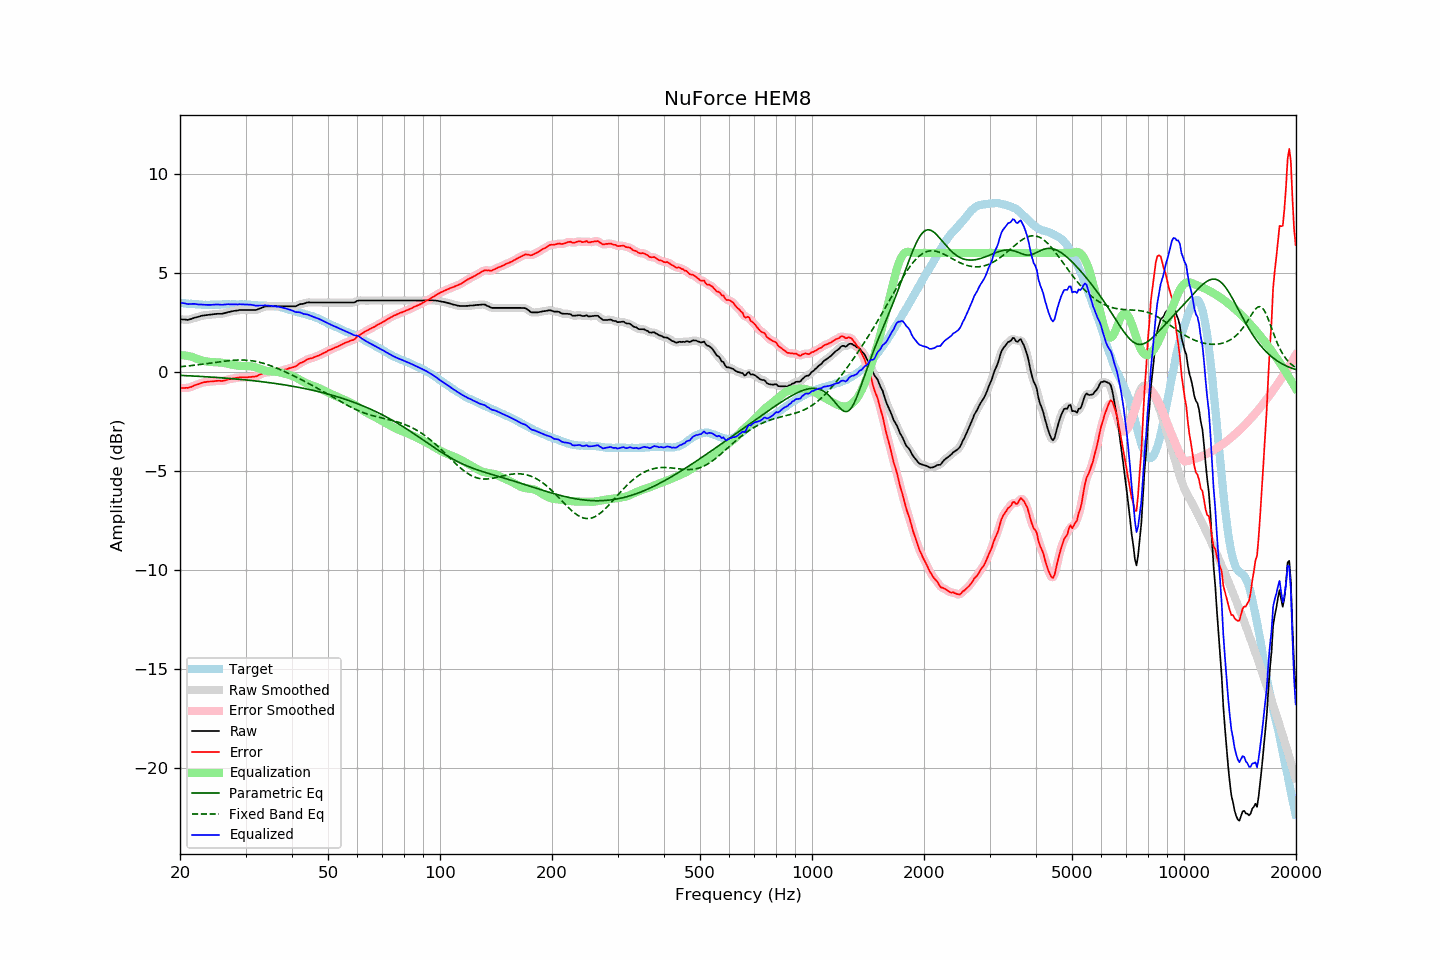 NuForce HEM8
Amplitude (dBr)
10
5
0
−5
−10
−15
−20
Target
Raw Smoothed
Error Smoothed
Raw
Error
Equalization
Parametric Eq
Fixed Band Eq
Equalized
20 50 100 200 500 1000 2000 5000 10000 20000
Frequency (Hz)